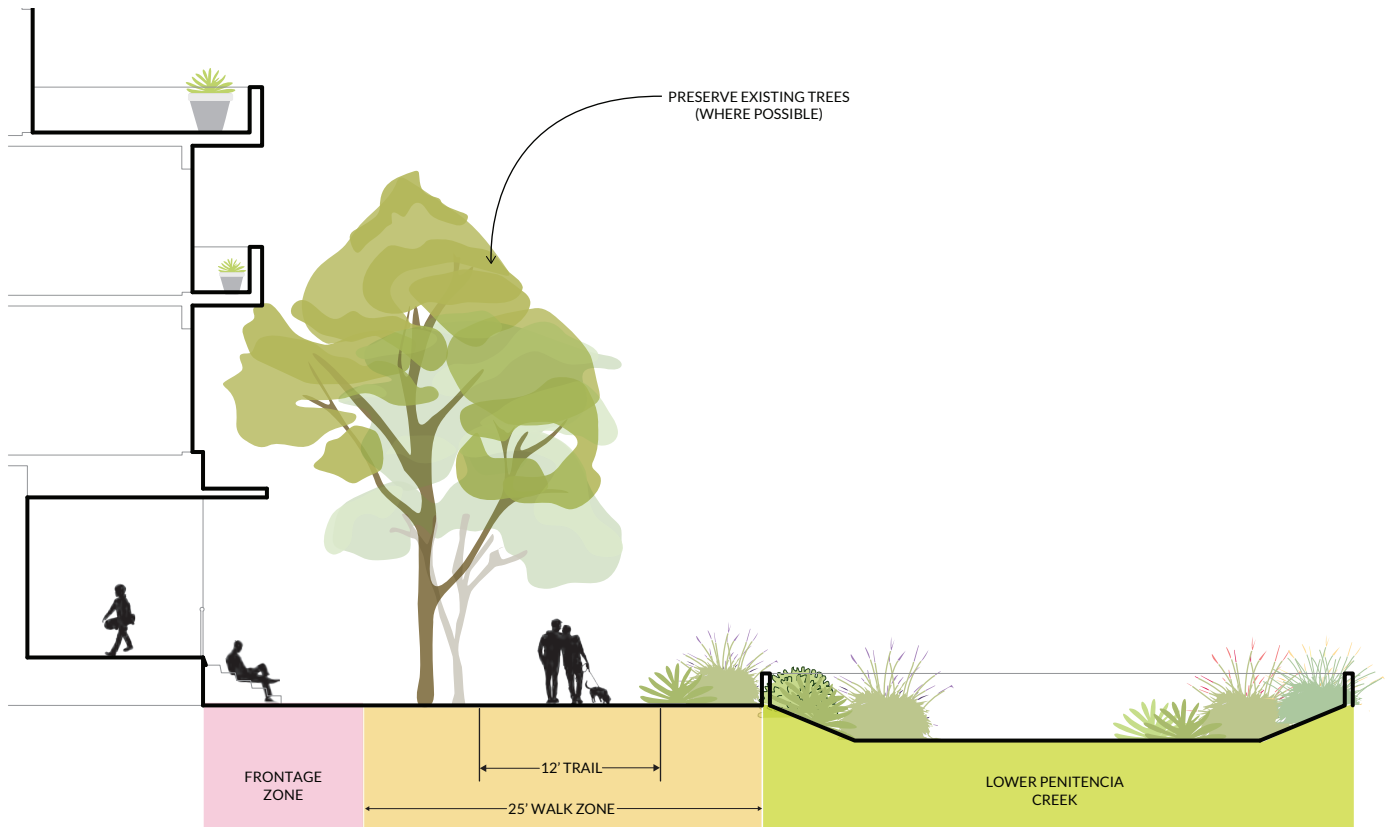 PRESERVE EXISTING TREES
(WHERE POSSIBLE)
FRONTAGE
ZONE
12’ TRAIL
25’ WALK ZONE
LOWER PENITENCIA
CREEK